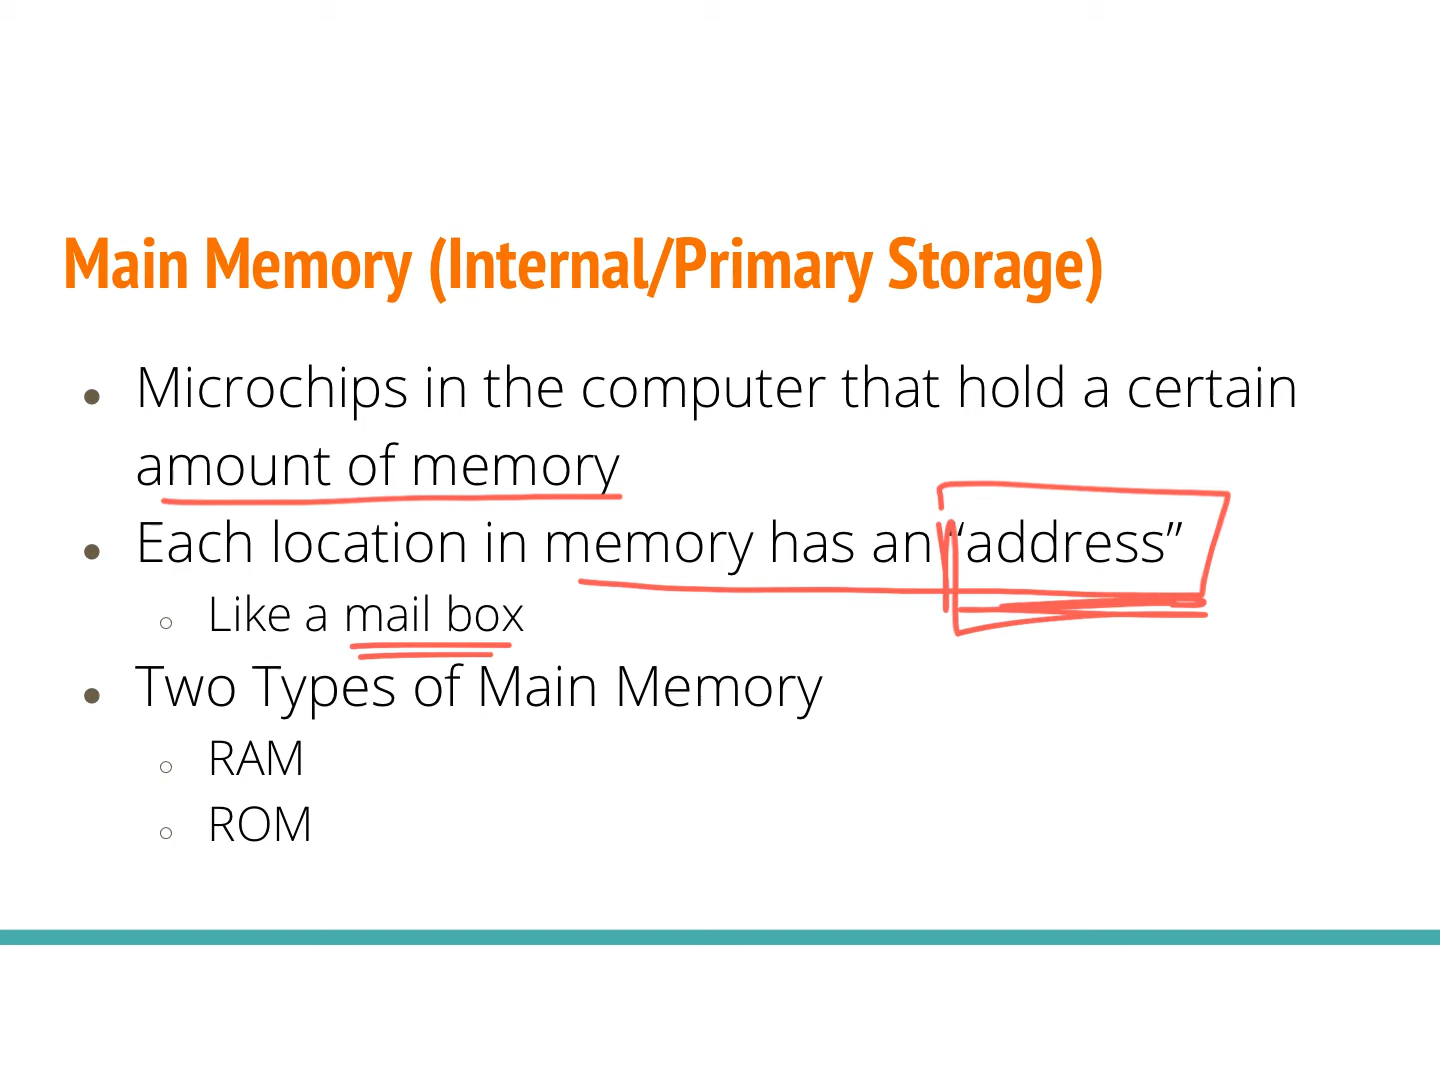 Main Memory (Internal/Primary Storage)
● Microchips in the computer that hold a certain
amount of memory
● Each location in memory has an “address”
○ Like a mail box
● Two Types of Main Memory
○ RAM
○ ROM